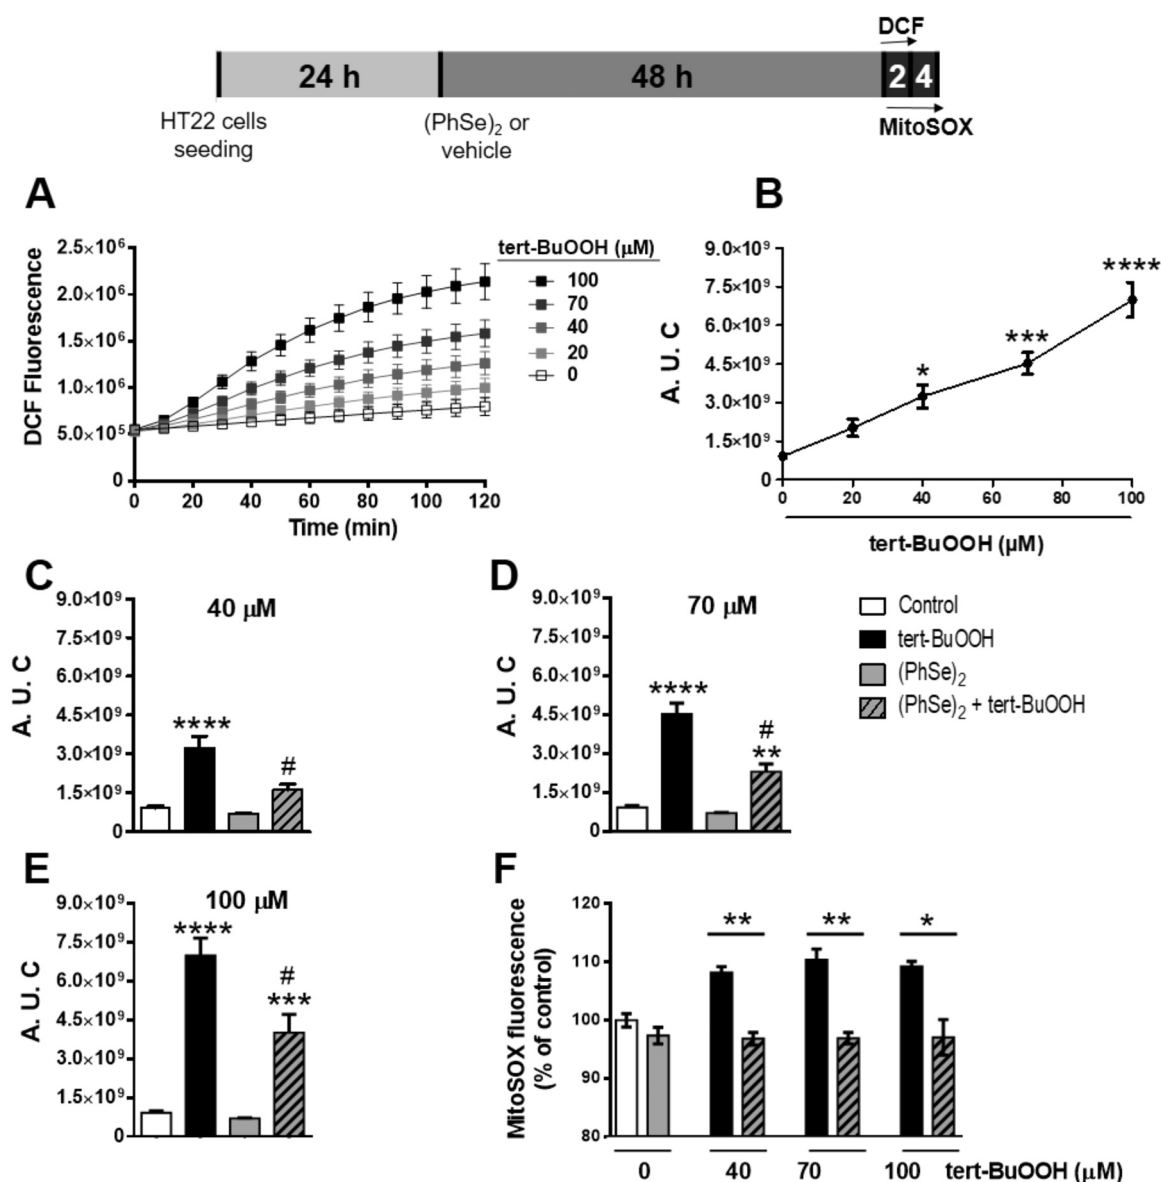 DCF
24 h 48 h 2 4
HT22 cells
seeding
(PhSe)₂ or
vehicle
MitoSOX
A
DCF Fluorescence
2.5×10⁶
2.0×10⁶
1.5×10⁶
1.0×10⁶
5.0×10⁵
0
0 20 40 60 80 100 120
Time (min)
tert-BuOOH (μM)
100
70
40
20
0
B
A. U. C
9.0×10⁹
7.5×10⁹
6.0×10⁹
4.5×10⁹
3.0×10⁹
1.5×10⁹
0
* *** ****
0 20 40 60 80 100
tert-BuOOH (μM)
C
40 μM
A. U. C
9.0×10⁹
7.5×10⁹
6.0×10⁹
4.5×10⁹
3.0×10⁹
1.5×10⁹
0
****
#
D
70 μM
A. U. C
9.0×10⁹
7.5×10⁹
6.0×10⁹
4.5×10⁹
3.0×10⁹
1.5×10⁹
0
****
#
**
Control
tert-BuOOH
(PhSe)₂
(PhSe)₂ + tert-BuOOH
E
100 μM
A. U. C
9.0×10⁹
7.5×10⁹
6.0×10⁹
4.5×10⁹
3.0×10⁹
1.5×10⁹
0
****
#
***
F
MitoSOX fluorescence
(% of control)
120
110
100
90
80
** ** *
0 40 70 100 tert-BuOOH (μM)